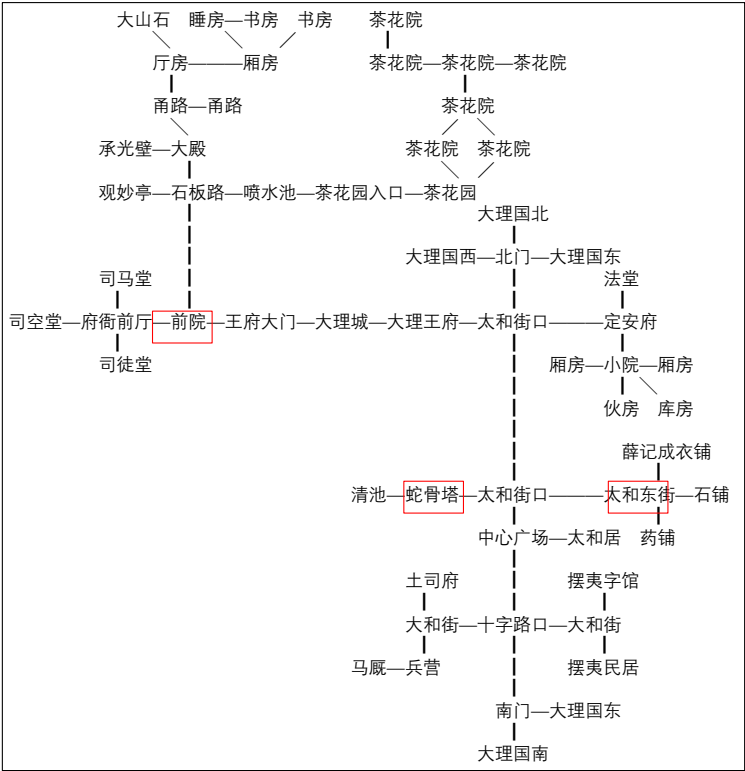 大山石 睡房—书房 书房 茶花院
厅房———厢房 茶花院—茶花院—茶花院
甬路—甬路 茶花院
承光壁—大殿 茶花院 茶花院
观妙亭—石板路—喷水池—茶花园入口—茶花园
大理国北
大理国西—北门—大理国东
司马堂 法堂
司空堂—府衙前厅—前院—王府大门—大理城—大理王府—太和街口———定安府
司徒堂 厢房—小院—厢房
伙房 库房
薛记成衣铺
清池—蛇骨塔—太和街口———太和东街—石铺
中心广场—太和居 药铺
土司府 摆夷字馆
大和街—十字路口—大和街
马厩—兵营 摆夷民居
南门—大理国东
大理国南